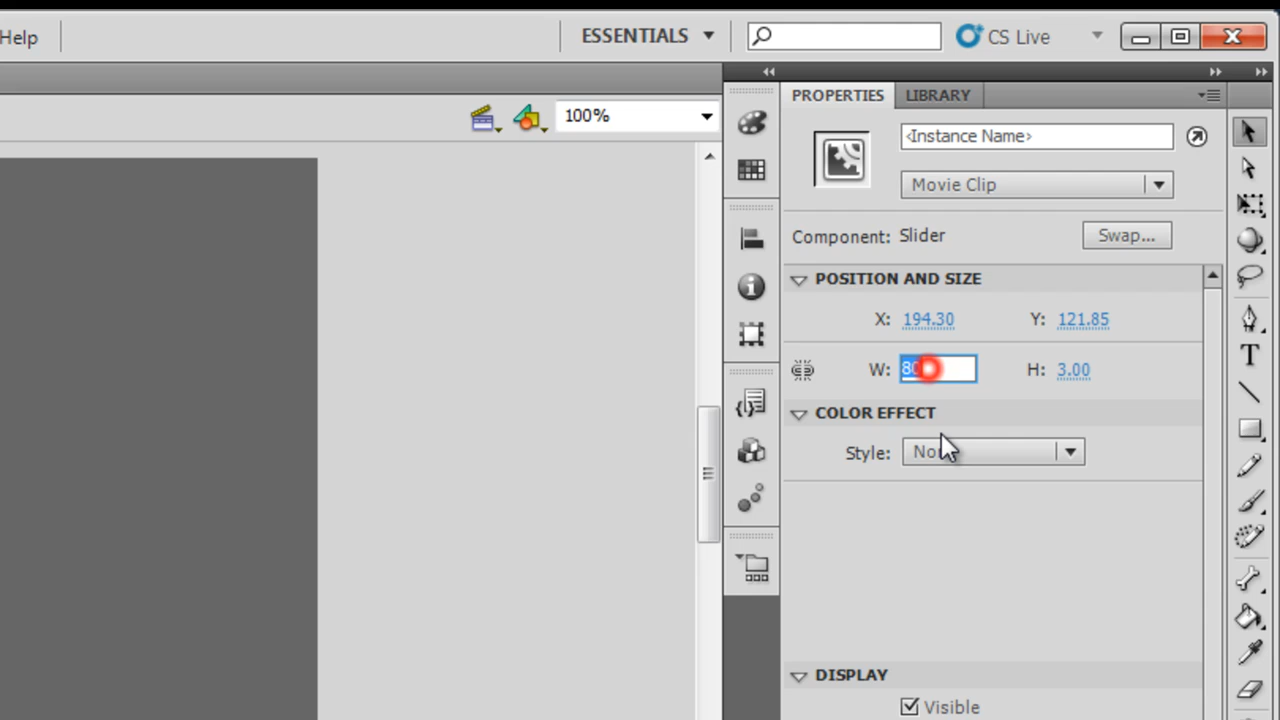 Help
ESSENTIALS
CS Live
PROPERTIES
LIBRARY
100%
<Instance Name>
Movie Clip
Component: Slider
Swap...
POSITION AND SIZE
X: 194.30 Y: 121.85
W: H: 3.00
COLOR EFFECT
Style:
DISPLAY
Visible